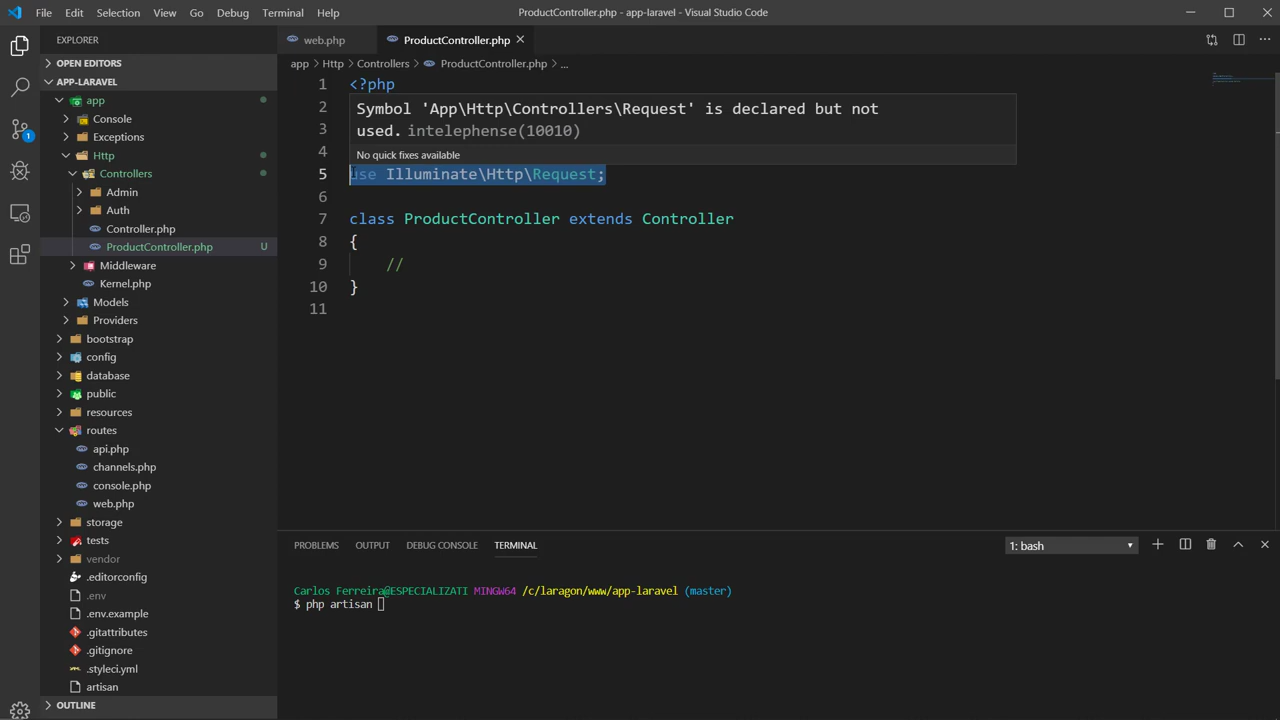 File Edit Selection View Go Debug Terminal Help
ProductController.php - app-laravel - Visual Studio Code
EXPLORER
OPEN EDITORS
APP-LARAVEL
app
Console
Exceptions
Http
Controllers
Admin
Auth
Controller.php
ProductController.php U
Middleware
Kernel.php
Models
Providers
bootstrap
config
database
public
resources
routes
api.php
channels.php
console.php
web.php
storage
tests
vendor
.editorconfig
.env
.env.example
.gitattributes
.gitignore
.styleci.yml
artisan
OUTLINE
1
web.php ProductController.php
app Http Controllers ProductController.php ...
1 <?php
2
3
4
Symbol 'App\Http\Controllers\Request' is declared but not
used. intelephense(10010)
No quick fixes available
5 use Illuminate\Http\Request;
6
7 class ProductController extends Controller
8 {
9 //
10 }
11
PROBLEMS OUTPUT DEBUG CONSOLE TERMINAL 1: bash
Carlos Ferreira@ESPECIALIZATI MINGW64 /c/laragon/www/app-laravel (master)
$ php artisan